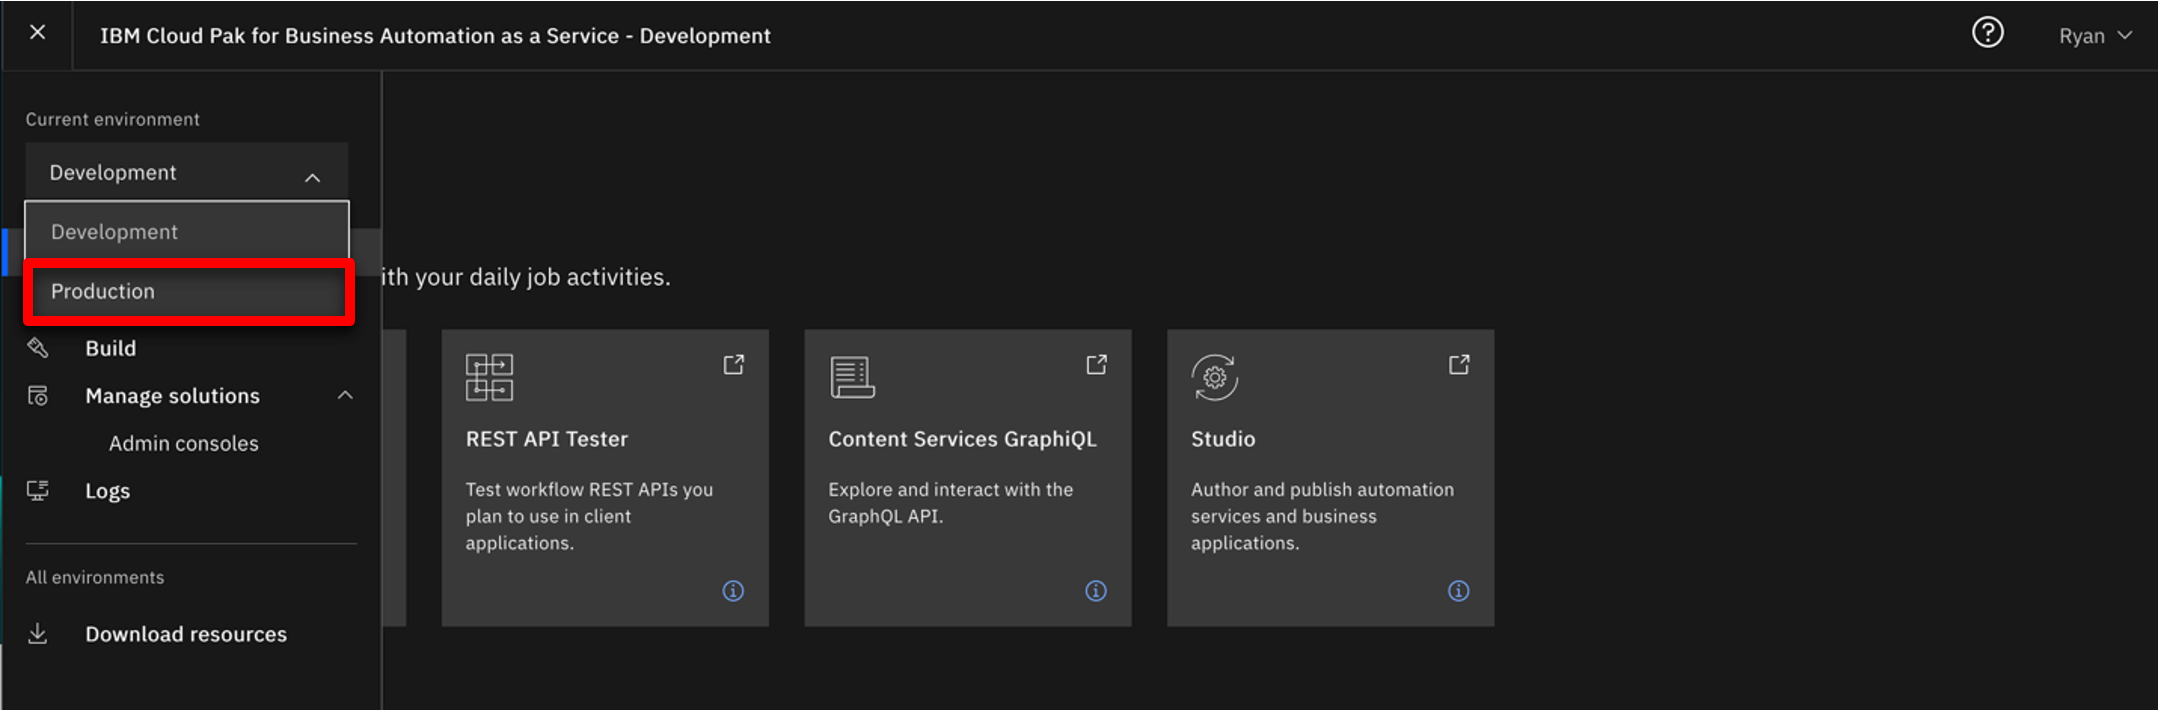 IBM Cloud Pak for Business Automation as a Service - Development
Ryan
Current environment
Development
Development
Production
Build
Manage solutions
Admin consoles
Logs
All environments
Download resources
with your daily job activities.
REST API Tester
Test workflow REST APIs you
plan to use in client
applications.
Content Services GraphiQL
Explore and interact with the
GraphQL API.
Studio
Author and publish automation
services and business
applications.